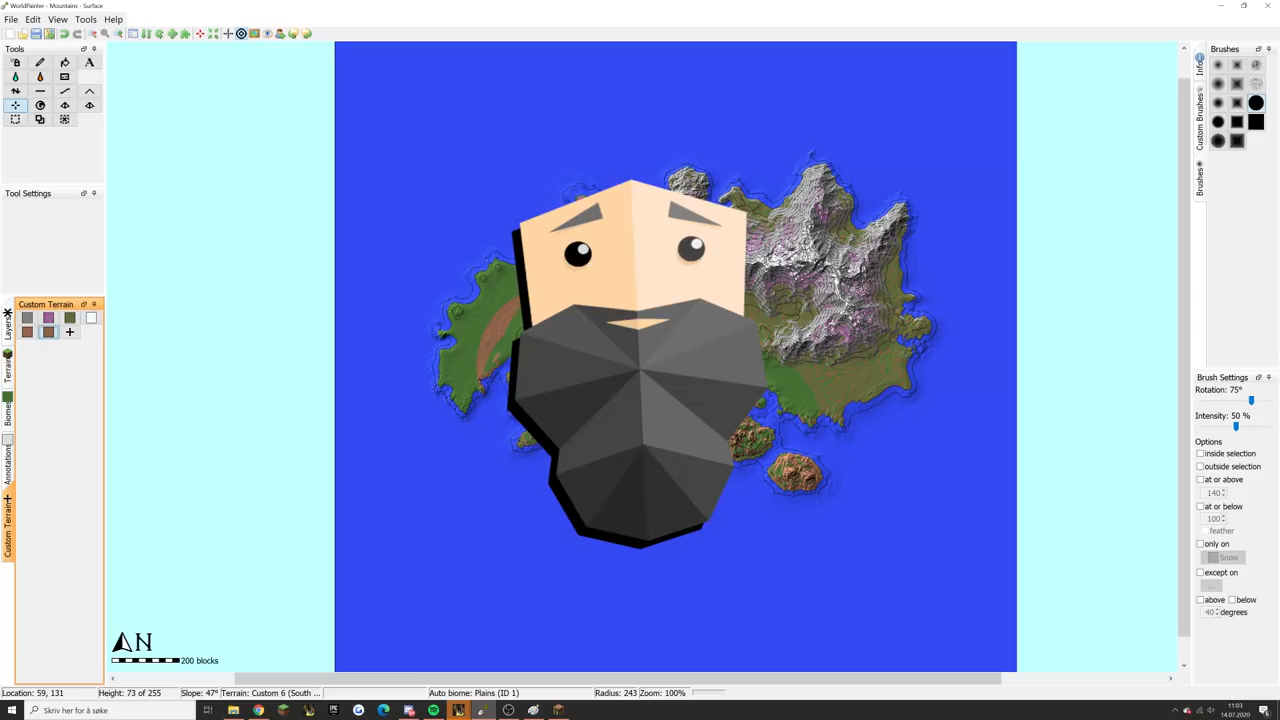 WorldPainter - Mountains - Surface
File Edit View Tools Help
Tools
Tool Settings
Custom Terrain
Layers
Terrain
Biomes
Annotations
Custom Terrain
N
200 blocks
Info
Custom Brushes
Brushes
Brushes
Brush Settings
Rotation: 75°
Intensity: 50 %
Options
inside selection
outside selection
at or above
140
at or below
100
feather
only on
Snow
except on
...
above below
40 degrees
Location: 59, 131 Height: 73 of 255 Slope: 47° Terrain: Custom 6 (South ... Auto biome: Plains (ID 1) Radius: 243 Zoom: 100%
Skriv her for å søke
11:03
14.07.2020